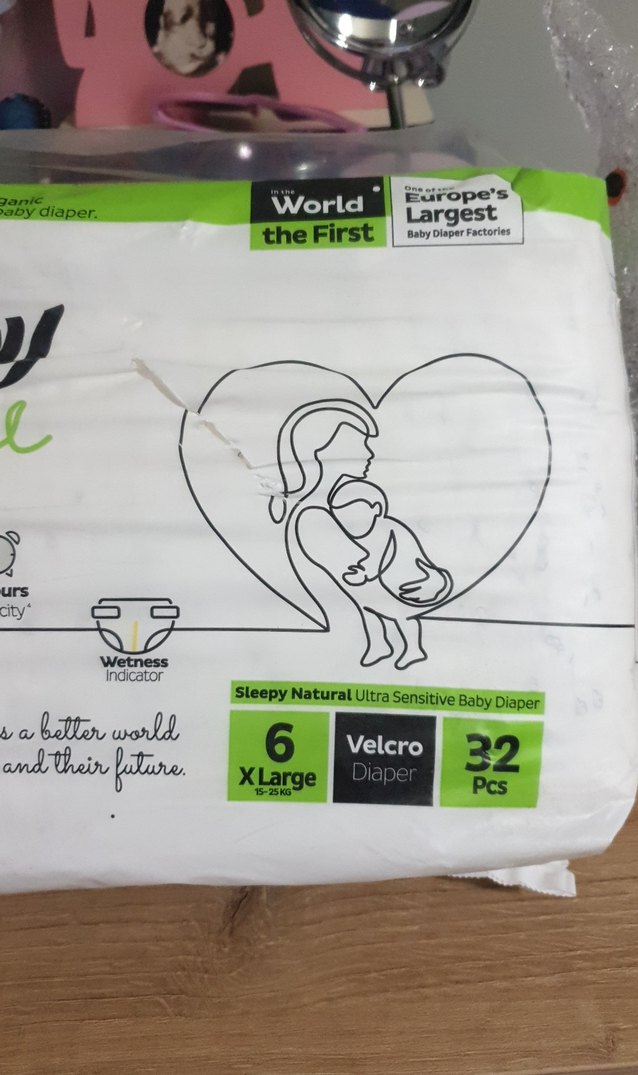 ganic
baby diaper.
in the
World
the First
One of the
Europe's
Largest
Baby Diaper Factories
urs
city⁴
Wetness
Indicator
s a better world
and their future.
Sleepy Natural Ultra Sensitive Baby Diaper
6
X Large
15-25 KG
Velcro
Diaper
32
Pcs